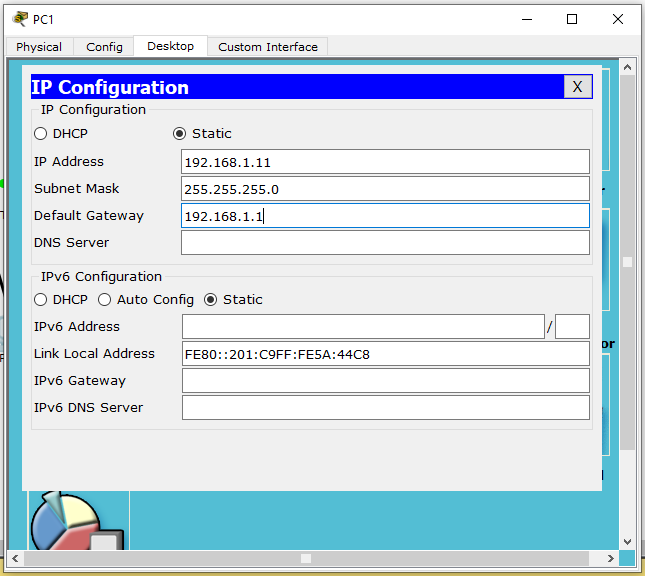 PC1
Physical Config Desktop Custom Interface
IP Configuration X
IP Configuration
DHCP Static
IP Address 192.168.1.11
Subnet Mask 255.255.255.0
Default Gateway 192.168.1.1
DNS Server
IPv6 Configuration
DHCP Auto Config Static
IPv6 Address /
Link Local Address FE80::201:C9FF:FE5A:44C8
IPv6 Gateway
IPv6 DNS Server
or